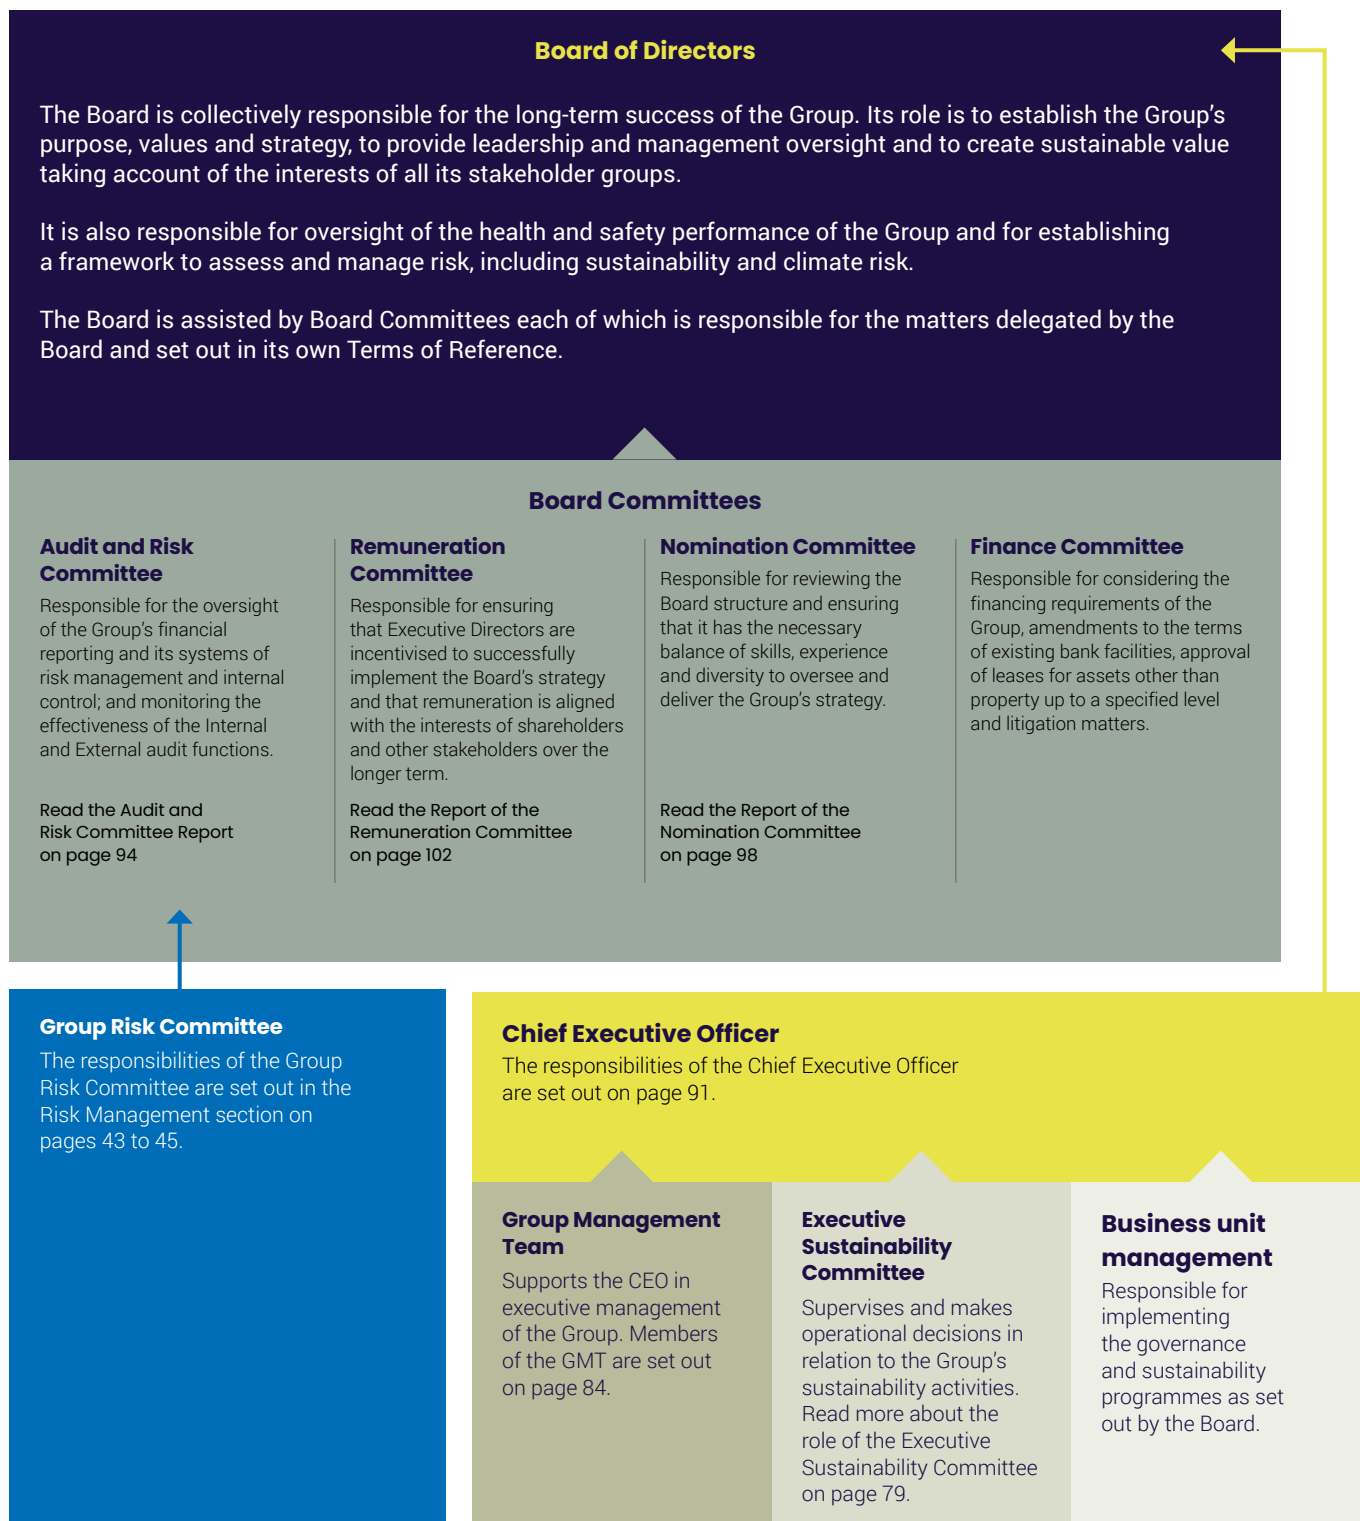 Board of Directors
The Board is collectively responsible for the long-term success of the Group. Its role is to establish the Group’s
purpose, values and strategy, to provide leadership and management oversight and to create sustainable value
taking account of the interests of all its stakeholder groups.
It is also responsible for oversight of the health and safety performance of the Group and for establishing
a framework to assess and manage risk, including sustainability and climate risk.
The Board is assisted by Board Committees each of which is responsible for the matters delegated by the
Board and set out in its own Terms of Reference.
Board Committees
Audit and Risk
Committee
Responsible for the oversight
of the Group’s financial
reporting and its systems of
risk management and internal
control; and monitoring the
effectiveness of the Internal
and External audit functions.
Read the Audit and
Risk Committee Report
on page 94
Remuneration
Committee
Responsible for ensuring
that Executive Directors are
incentivised to successfully
implement the Board’s strategy
and that remuneration is aligned
with the interests of shareholders
and other stakeholders over the
longer term.
Read the Report of the
Remuneration Committee
on page 102
Nomination Committee
Responsible for reviewing the
Board structure and ensuring
that it has the necessary
balance of skills, experience
and diversity to oversee and
deliver the Group’s strategy.
Read the Report of the
Nomination Committee
on page 98
Finance Committee
Responsible for considering the
financing requirements of the
Group, amendments to the terms
of existing bank facilities, approval
of leases for assets other than
property up to a specified level
and litigation matters.
Group Risk Committee
The responsibilities of the Group
Risk Committee are set out in the
Risk Management section on
pages 43 to 45.
Chief Executive Officer
The responsibilities of the Chief Executive Officer
are set out on page 91.
Group Management
Team
Supports the CEO in
executive management
of the Group. Members
of the GMT are set out
on page 84.
Executive
Sustainability
Committee
Supervises and makes
operational decisions in
relation to the Group’s
sustainability activities.
Read more about the
role of the Executive
Sustainability Committee
on page 79.
Business unit
management
Responsible for
implementing
the governance
and sustainability
programmes as set
out by the Board.